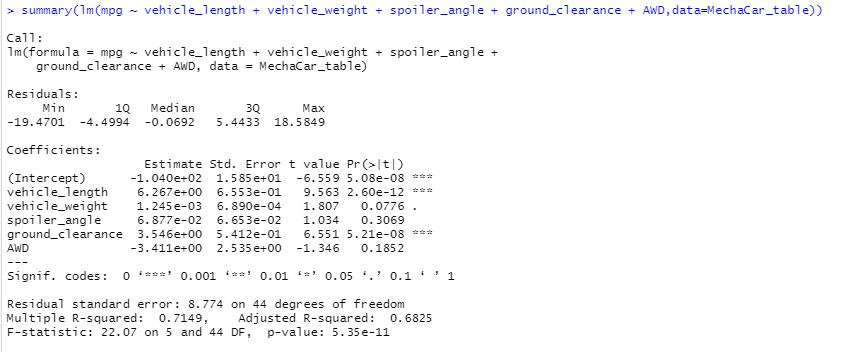 > summary(lm(mpg ~ vehicle_length + vehicle_weight + spoiler_angle + ground_clearance + AWD,data=MechaCar_table))
Call:
lm(formula = mpg ~ vehicle_length + vehicle_weight + spoiler_angle +
    ground_clearance + AWD, data = MechaCar_table)
Residuals:
     Min       1Q   Median       3Q      Max
-19.4701  -4.4994  -0.0692   5.4433  18.5849
Coefficients:
                   Estimate Std. Error t value Pr(>|t|)
(Intercept)      -1.040e+02  1.585e+01  -6.559 5.08e-08 ***
vehicle_length    6.267e+00  6.553e-01   9.563 2.60e-12 ***
vehicle_weight    1.245e-03  6.890e-04   1.807   0.0776 .
spoiler_angle     6.877e-02  6.653e-02   1.034   0.3069
ground_clearance  3.546e+00  5.412e-01   6.551 5.21e-08 ***
AWD              -3.411e+00  2.535e+00  -1.346   0.1852
---
Signif. codes:  0 ‘***’ 0.001 ‘**’ 0.01 ‘*’ 0.05 ‘.’ 0.1 ‘ ’ 1
Residual standard error: 8.774 on 44 degrees of freedom
Multiple R-squared:  0.7149,    Adjusted R-squared:  0.6825
F-statistic: 22.07 on 5 and 44 DF,  p-value: 5.35e-11